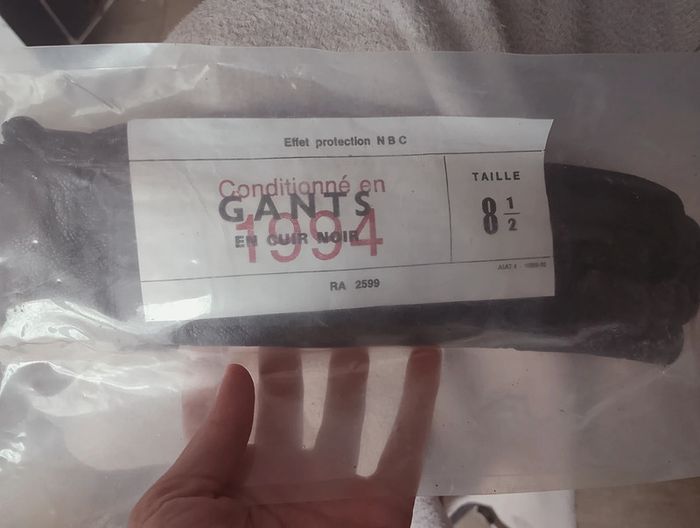 Effet protection N B C
Conditionné en
GANTS
1994
EN CUIR NOIR
TAILLE
8 1/2
RA 2599